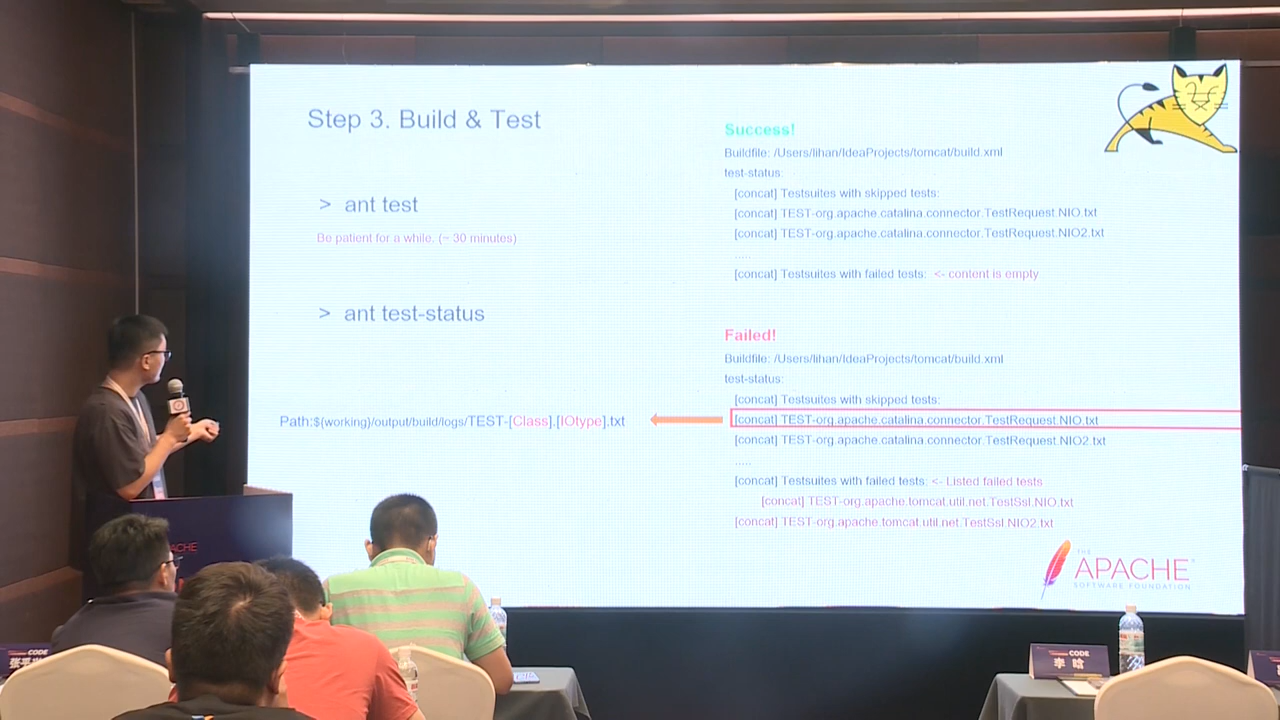 Step 3. Build & Test
> ant test
Be patient for a while. (~ 30 minutes)
> ant test-status
Path:${working}/output/build/logs/TEST-[Class].[IOtype].txt
Success!
Buildfile: /Users/lihan/IdeaProjects/tomcat/build.xml
test-status:
[concat] Testsuites with skipped tests:
[concat] TEST-org.apache.catalina.connector.TestRequest.NIO.txt
[concat] TEST-org.apache.catalina.connector.TestRequest.NIO2.txt
.....
[concat] Testsuites with failed tests: <- content is empty
Failed!
Buildfile: /Users/lihan/IdeaProjects/tomcat/build.xml
test-status:
[concat] Testsuites with skipped tests:
[concat] TEST-org.apache.catalina.connector.TestRequest.NIO.txt
[concat] TEST-org.apache.catalina.connector.TestRequest.NIO2.txt
.....
[concat] Testsuites with failed tests: <- Listed failed tests
[concat] TEST-org.apache.tomcat.util.net.TestSsl.NIO.txt
[concat] TEST-org.apache.tomcat.util.net.TestSsl.NIO2.txt
THE
APACHE
SOFTWARE FOUNDATION
CODE
李晗
CODE